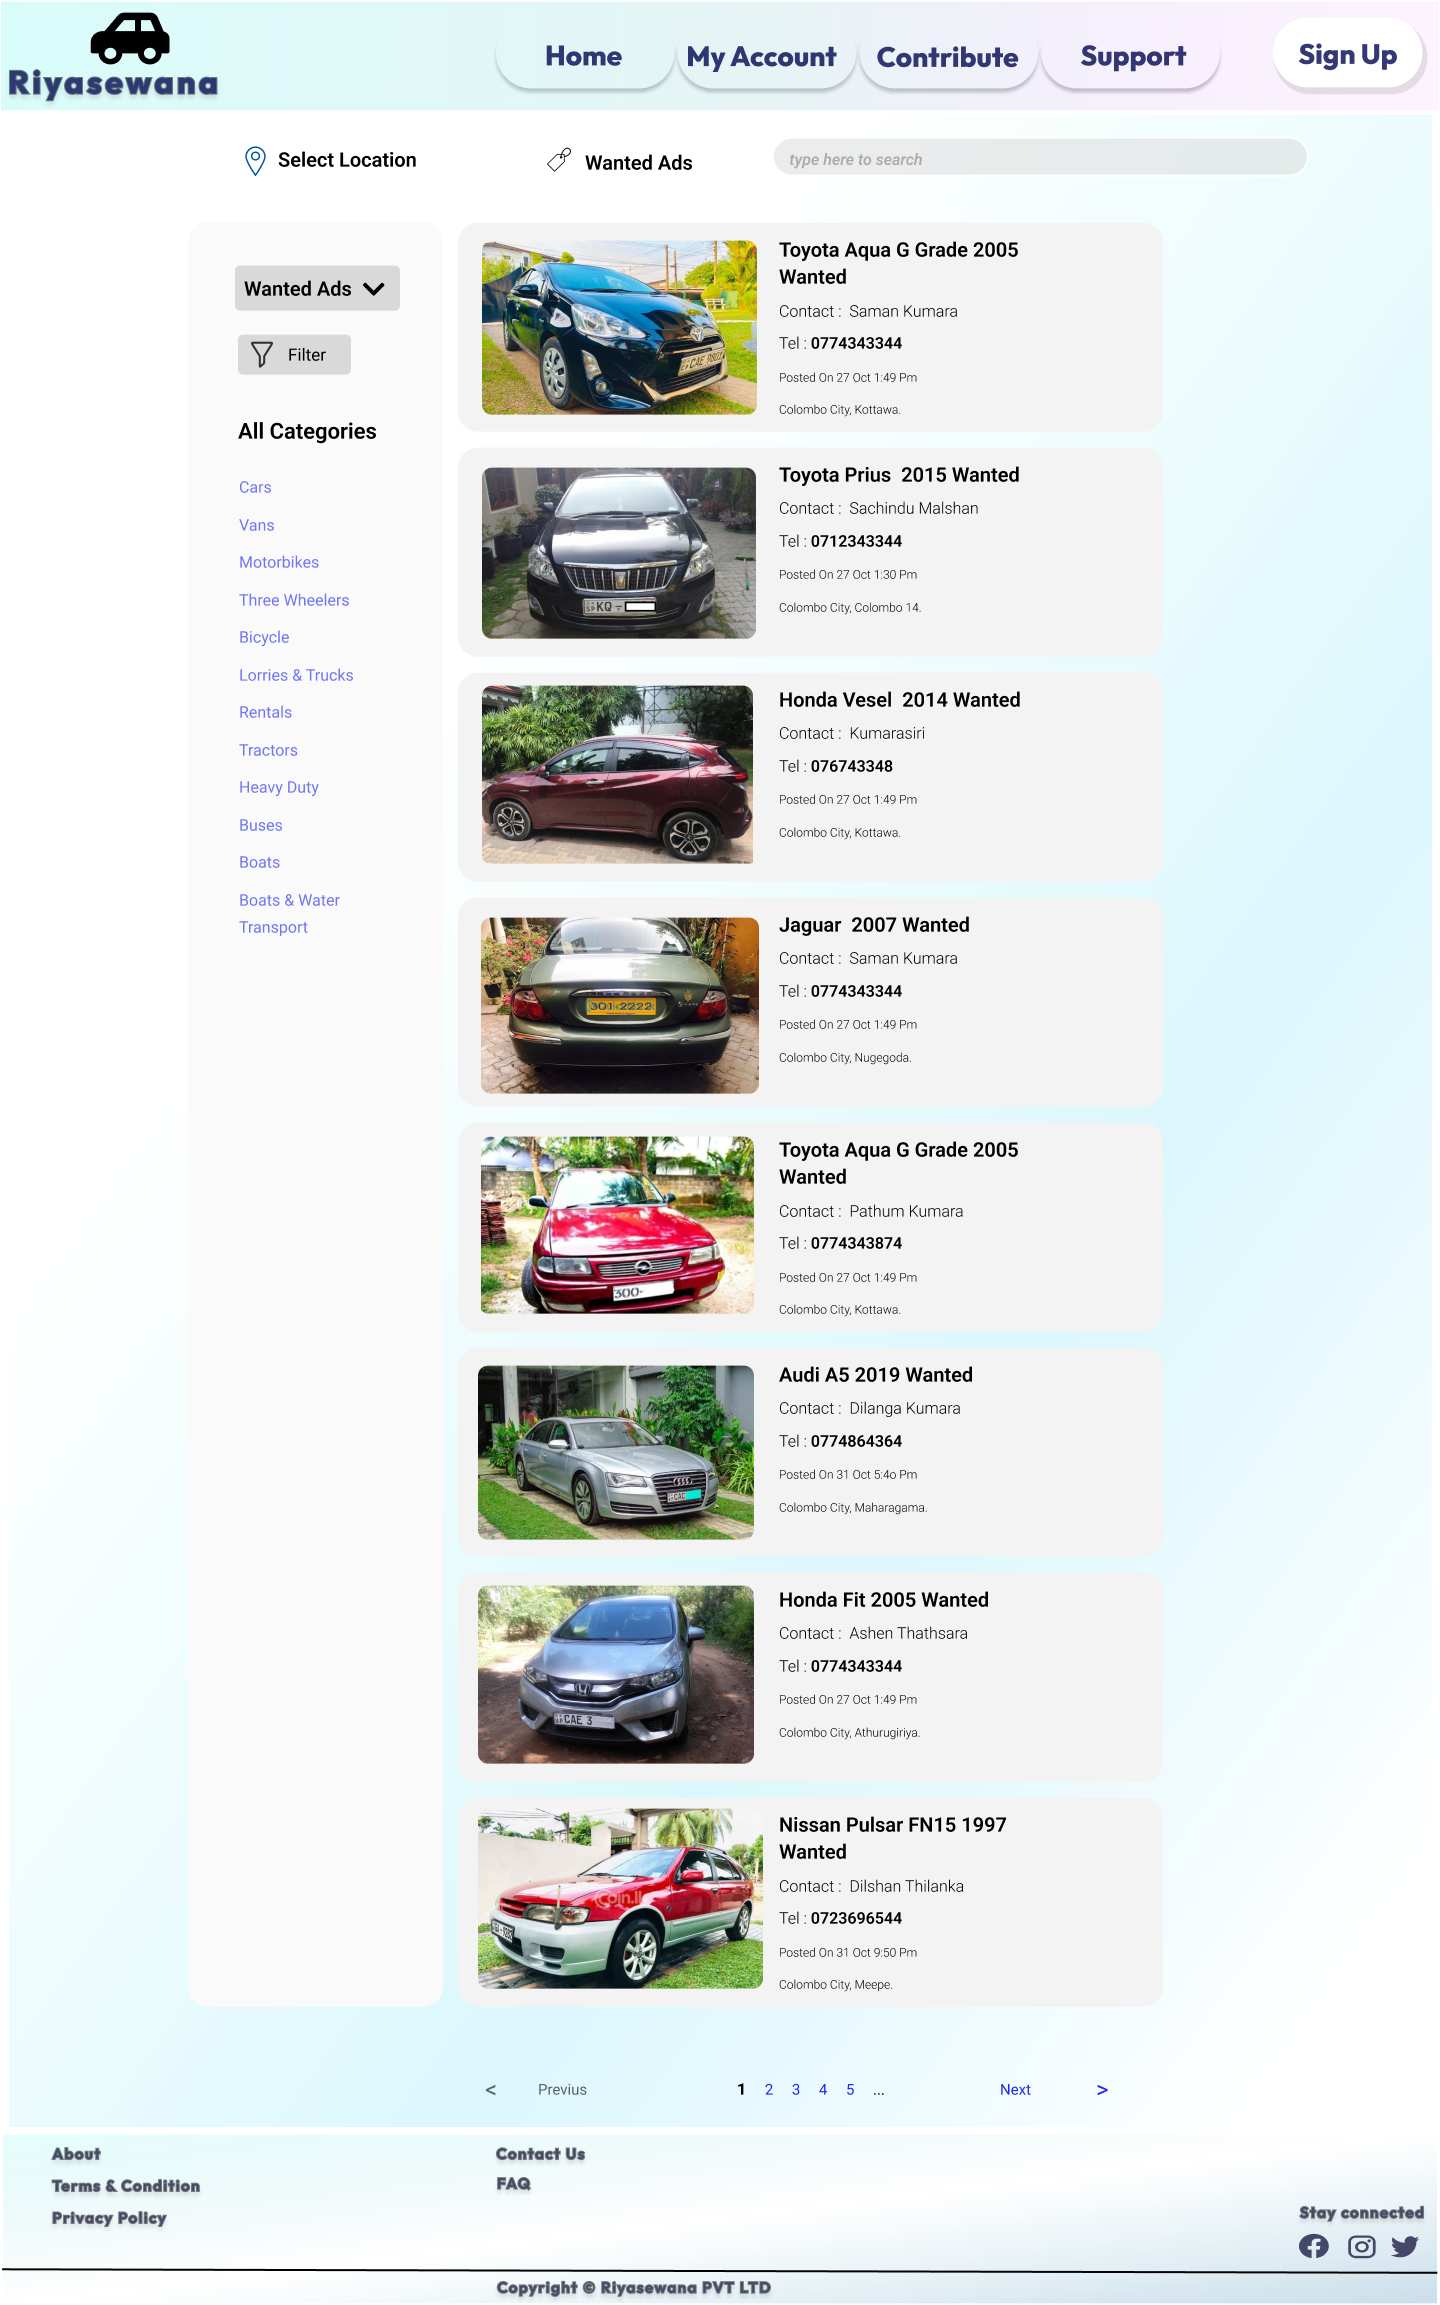 Riyasewana
Home
My Account
Contribute
Support
Sign Up
Select Location
Wanted Ads
type here to search
Wanted Ads
Filter
All Categories
Cars
Vans
Motorbikes
Three Wheelers
Bicycle
Lorries & Trucks
Rentals
Tractors
Heavy Duty
Buses
Boats
Boats & Water
Transport
Toyota Aqua G Grade 2005
Wanted
Contact : Saman Kumara
Tel : 0774343344
Posted On 27 Oct 1:49 Pm
Colombo City, Kottawa.
Toyota Prius 2015 Wanted
Contact : Sachindu Malshan
Tel : 0712343344
Posted On 27 Oct 1:30 Pm
Colombo City, Colombo 14.
KQ -
Honda Vesel 2014 Wanted
Contact : Kumarasiri
Tel : 076743348
Posted On 27 Oct 1:49 Pm
Colombo City, Kottawa.
301-2222
Jaguar 2007 Wanted
Contact : Saman Kumara
Tel : 0774343344
Posted On 27 Oct 1:49 Pm
Colombo City, Nugegoda.
300-
Toyota Aqua G Grade 2005
Wanted
Contact : Pathum Kumara
Tel : 0774343874
Posted On 27 Oct 1:49 Pm
Colombo City, Kottawa.
Audi A5 2019 Wanted
Contact : Dilanga Kumara
Tel : 0774864364
Posted On 31 Oct 5:4o Pm
Colombo City, Maharagama.
CAE 3
Honda Fit 2005 Wanted
Contact : Ashen Thathsara
Tel : 0774343344
Posted On 27 Oct 1:49 Pm
Colombo City, Athurugiriya.
Nissan Pulsar FN15 1997
Wanted
Contact : Dilshan Thilanka
Tel : 0723696544
Posted On 31 Oct 9:50 Pm
Colombo City, Meepe.
< Previus 1 2 3 4 5 ... Next >
About
Terms & Condition
Privacy Policy
Contact Us
FAQ
Stay connected
Copyright © Riyasewana PVT LTD